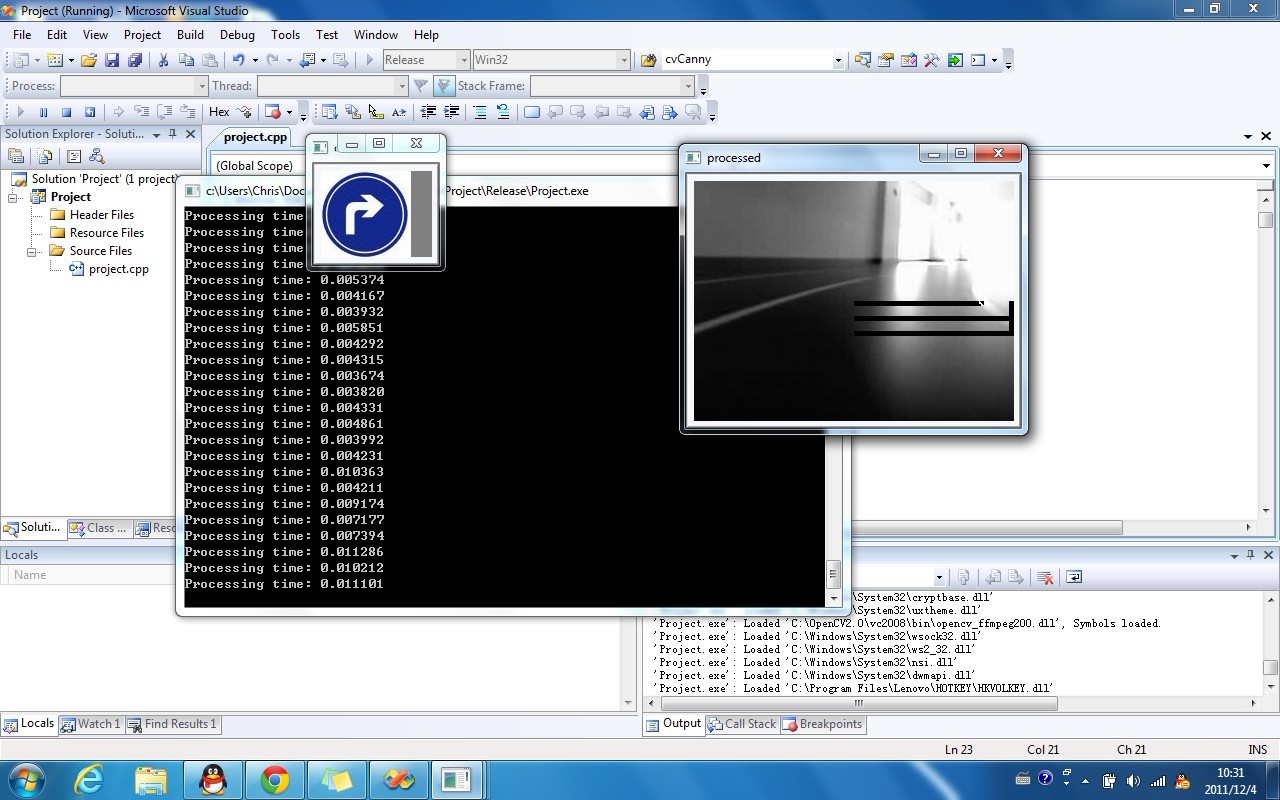 Project (Running) - Microsoft Visual Studio
File Edit View Project Build Debug Tools Test Window Help
Release Win32 cvCanny
Process: Thread: Stack Frame:
Hex
Solution Explorer - Soluti...
project.cpp
(Global Scope)
Solution 'Project' (1 project)
Project
Header Files
Resource Files
Source Files
project.cpp
c:\Users\Chris\Doc
Project\Release\Project.exe
processed
Processing time
Processing time
Processing time
Processing time
Processing time: 0.005374
Processing time: 0.004167
Processing time: 0.003932
Processing time: 0.005851
Processing time: 0.004292
Processing time: 0.004315
Processing time: 0.003674
Processing time: 0.003820
Processing time: 0.004331
Processing time: 0.004861
Processing time: 0.003992
Processing time: 0.004231
Processing time: 0.010363
Processing time: 0.004211
Processing time: 0.009174
Processing time: 0.007177
Processing time: 0.007394
Processing time: 0.011286
Processing time: 0.010212
Processing time: 0.011101
Soluti... Class ... Reso
Locals
Name
\System32\cryptbase.dll'
\System32\uxtheme.dll'
'Project.exe': Loaded 'C:\OpenCV2.0\vc2008\bin\opencv_ffmpeg200.dll', Symbols loaded.
'Project.exe': Loaded 'C:\Windows\System32\wsock32.dll'
'Project.exe': Loaded 'C:\Windows\System32\ws2_32.dll'
'Project.exe': Loaded 'C:\Windows\System32\nsi.dll'
'Project.exe': Loaded 'C:\Windows\System32\dwmapi.dll'
'Project.exe': Loaded 'C:\Program Files\Lenovo\HOTKEY\HKVOLKEY.dll'
Locals Watch 1 Find Results 1
Output Call Stack Breakpoints
Ln 23 Col 21 Ch 21 INS
10:31
2011/12/4